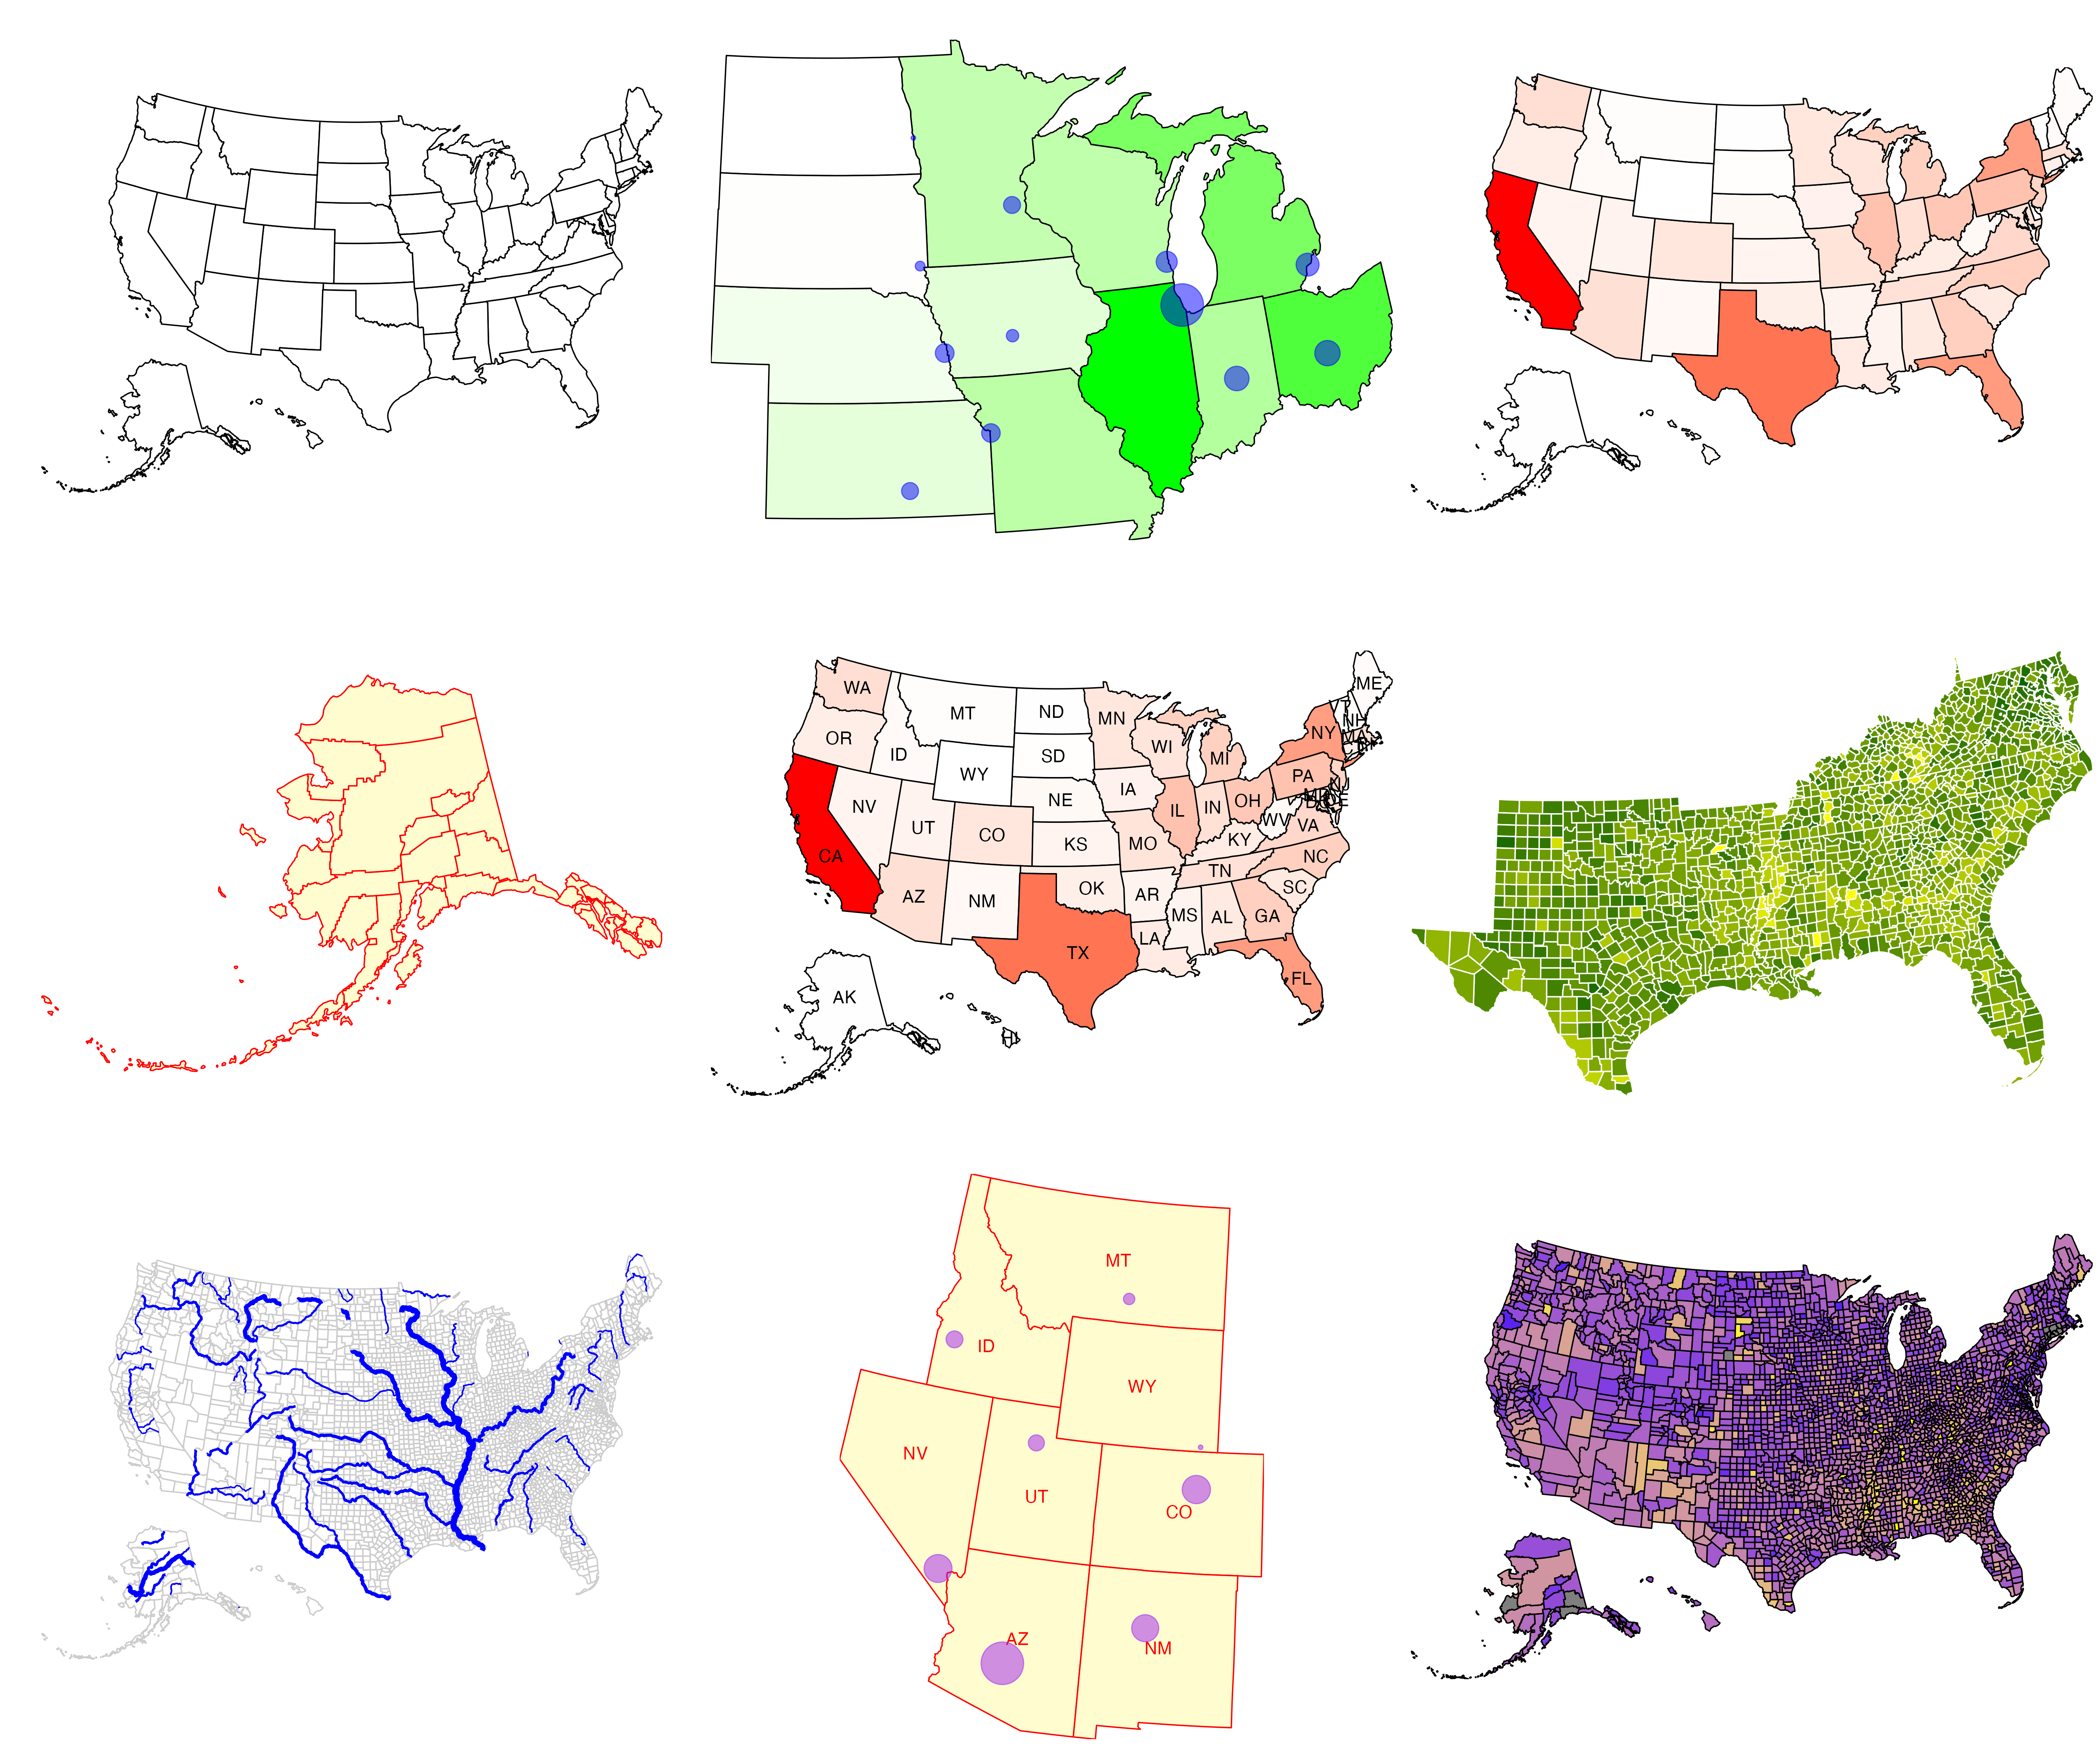 ME
WA
MT
ND
MN
NH
OR
NY
WI
ID
SD
MI
WY
PA
IA
NE
OH
NV
IN
IL
WV
UT
VA
CO
KY
MO
KS
CA
NC
TN
OK
SC
AR
AZ
NM
GA
MS
AL
LA
TX
FL
AK
HI
MT
ID
WY
NV
UT
CO
AZ
NM